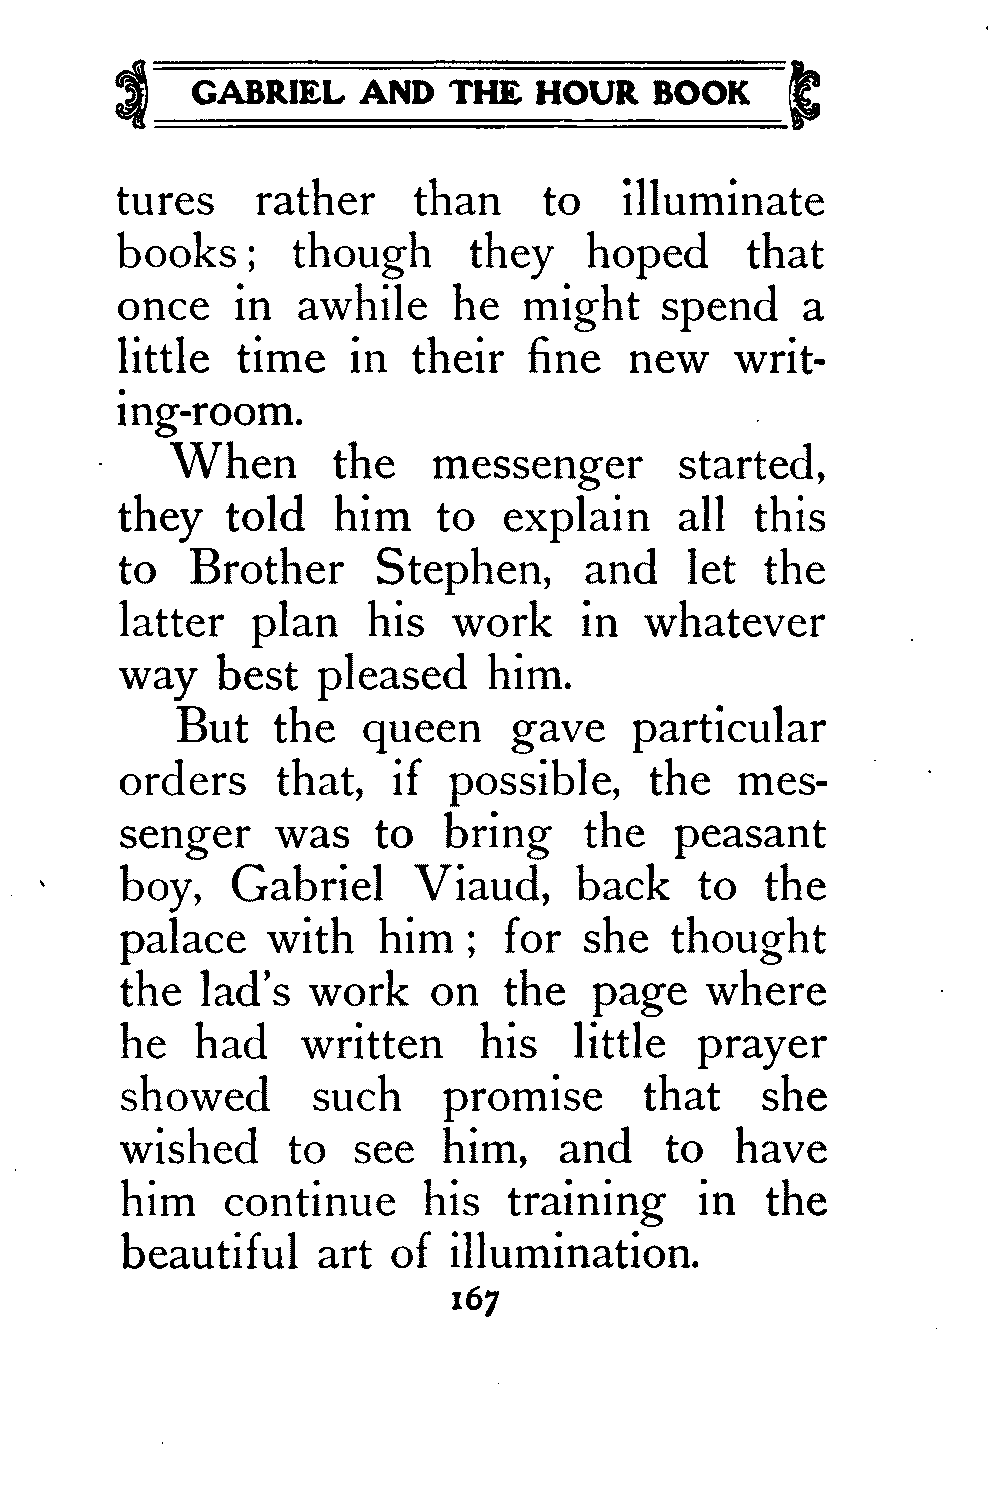 GABRIEL AND THE HOUR BOOK
tures rather than to illuminate
books; though they hoped that
once in awhile he might spend a
little time in their fine new writ-
ing-room.
When the messenger started,
they told him to explain all this
to Brother Stephen, and let the
latter plan his work in whatever
way best pleased him.
But the queen gave particular
orders that, if possible, the mes-
senger was to bring the peasant
boy, Gabriel Viaud, back to the
palace with him; for she thought
the lad's work on the page where
he had written his little prayer
showed such promise that she
wished to see him, and to have
him continue his training in the
beautiful art of illumination.
167